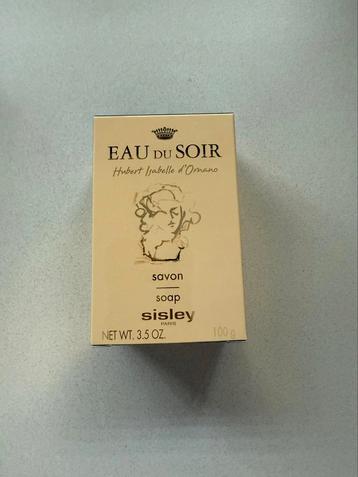 EAU DU SOIR
Hubert Isabelle d'Ornano
savon
soap
sisley
PARIS
NET WT. 3.5 OZ. 100 g